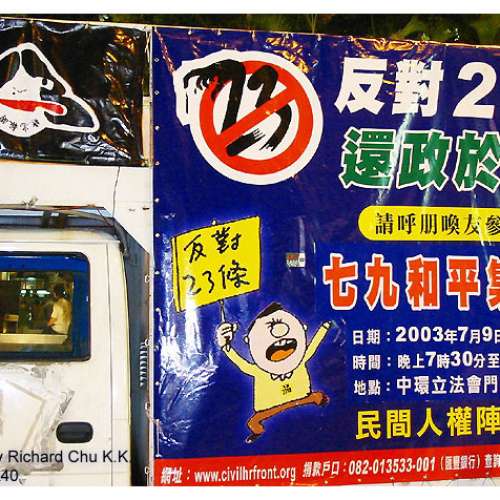 23
反對2
還政於
請呼朋喚友參
反對
23條
七九和平集
日期：2003年7月9日
時間：晚上7時30分至
地點：中環立法會門
民間人權陣
網址：www.civilhrfront.org 捐款戶口：082-013533-001（匯豐銀行）查詢
y Richard Chu K.K.
40